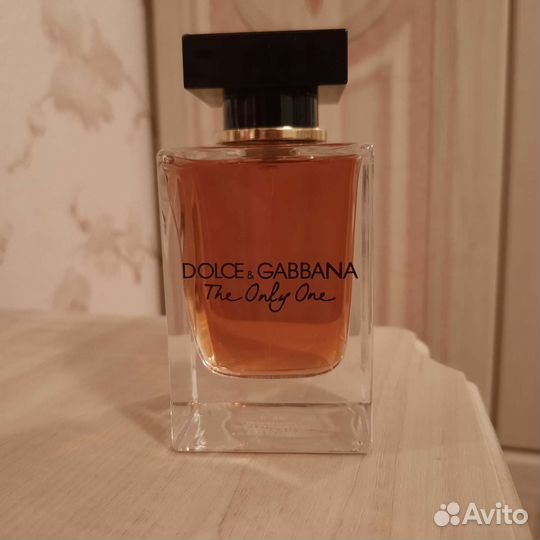 DOLCE & GABBANA
The Only One
Avito